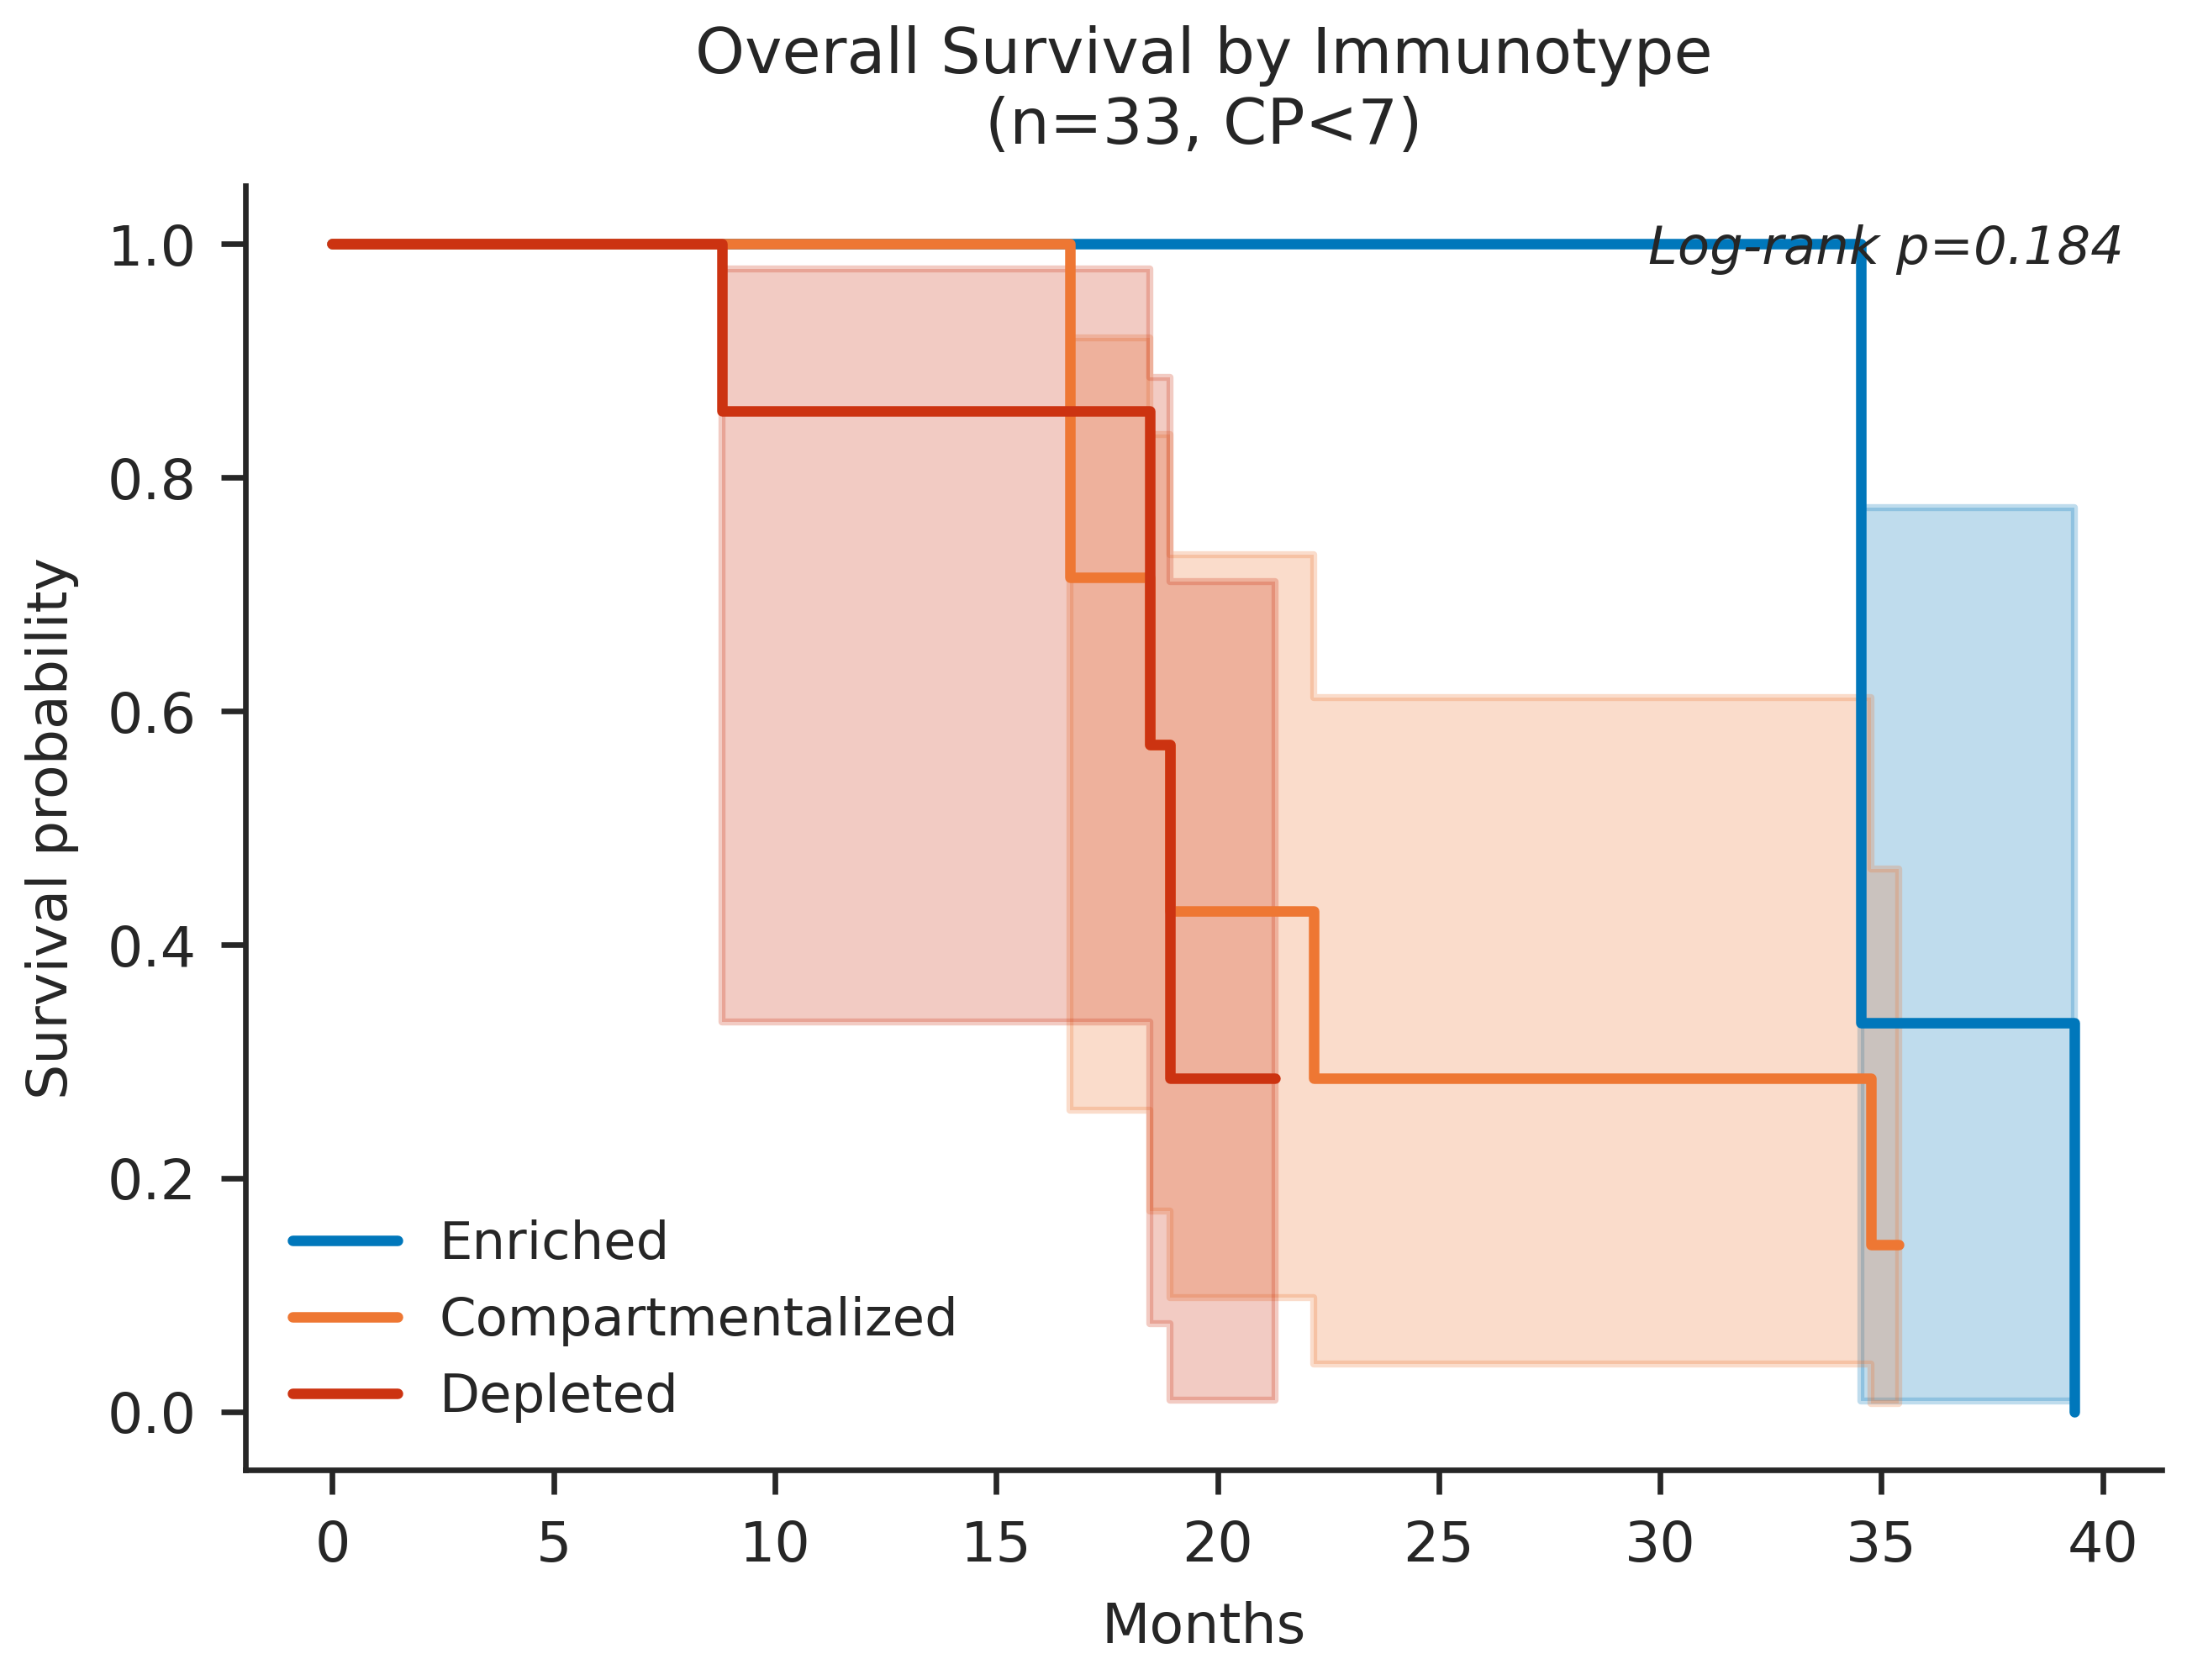 Overall Survival by Immunotype
(n=33, CP<7)
Log-rank p=0.184
Survival probability
1.0
0.8
0.6
0.4
0.2
0.0
Enriched
Compartmentalized
Depleted
0 5 10 15 20 25 30 35 40
Months